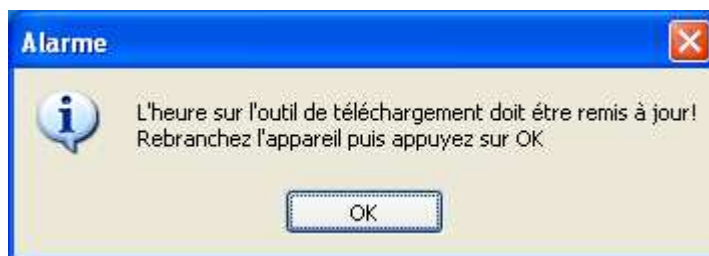 Alarme
L'heure sur l'outil de téléchargement doit étre remis à jour!
Rebranchez l'appareil puis appuyez sur OK
OK